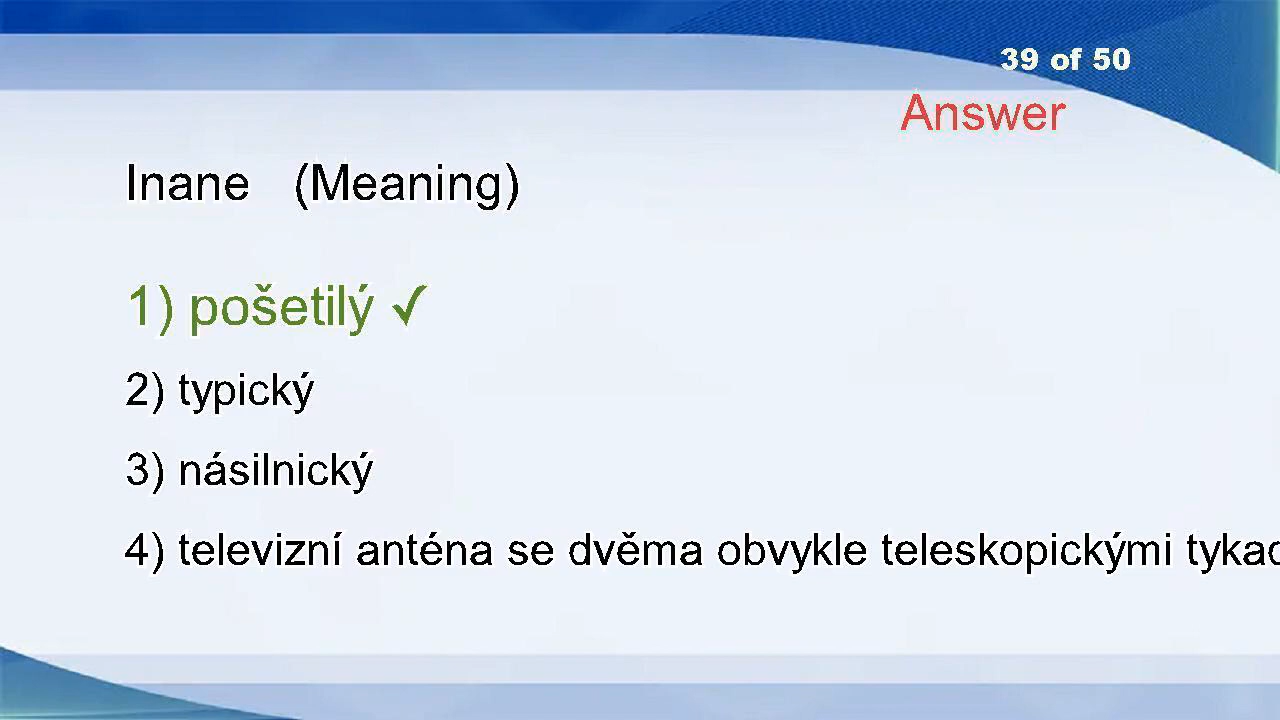 39 of 50
Answer
Inane (Meaning)
1) pošetilý ✓
2) typický
3) násilnický
4) televizní anténa se dvěma obvykle teleskopickými